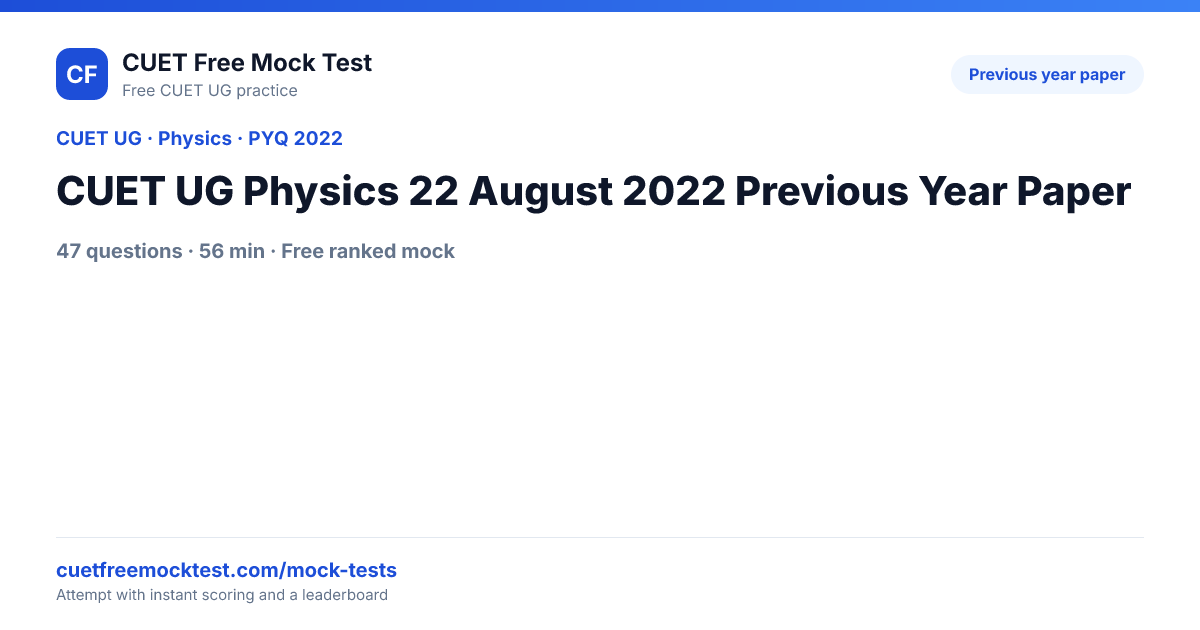 CF
CUET Free Mock Test
Free CUET UG practice
Previous year paper
CUET UG · Physics · PYQ 2022
CUET UG Physics 22 August 2022 Previous Year Paper
47 questions · 56 min · Free ranked mock
cuetfreemocktest.com/mock-tests
Attempt with instant scoring and a leaderboard